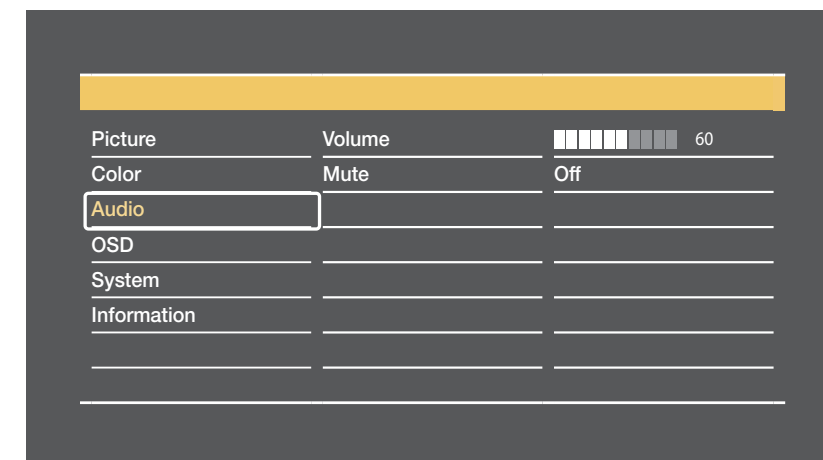 Picture Volume 60
Color Mute Off
Audio
OSD
System
Information